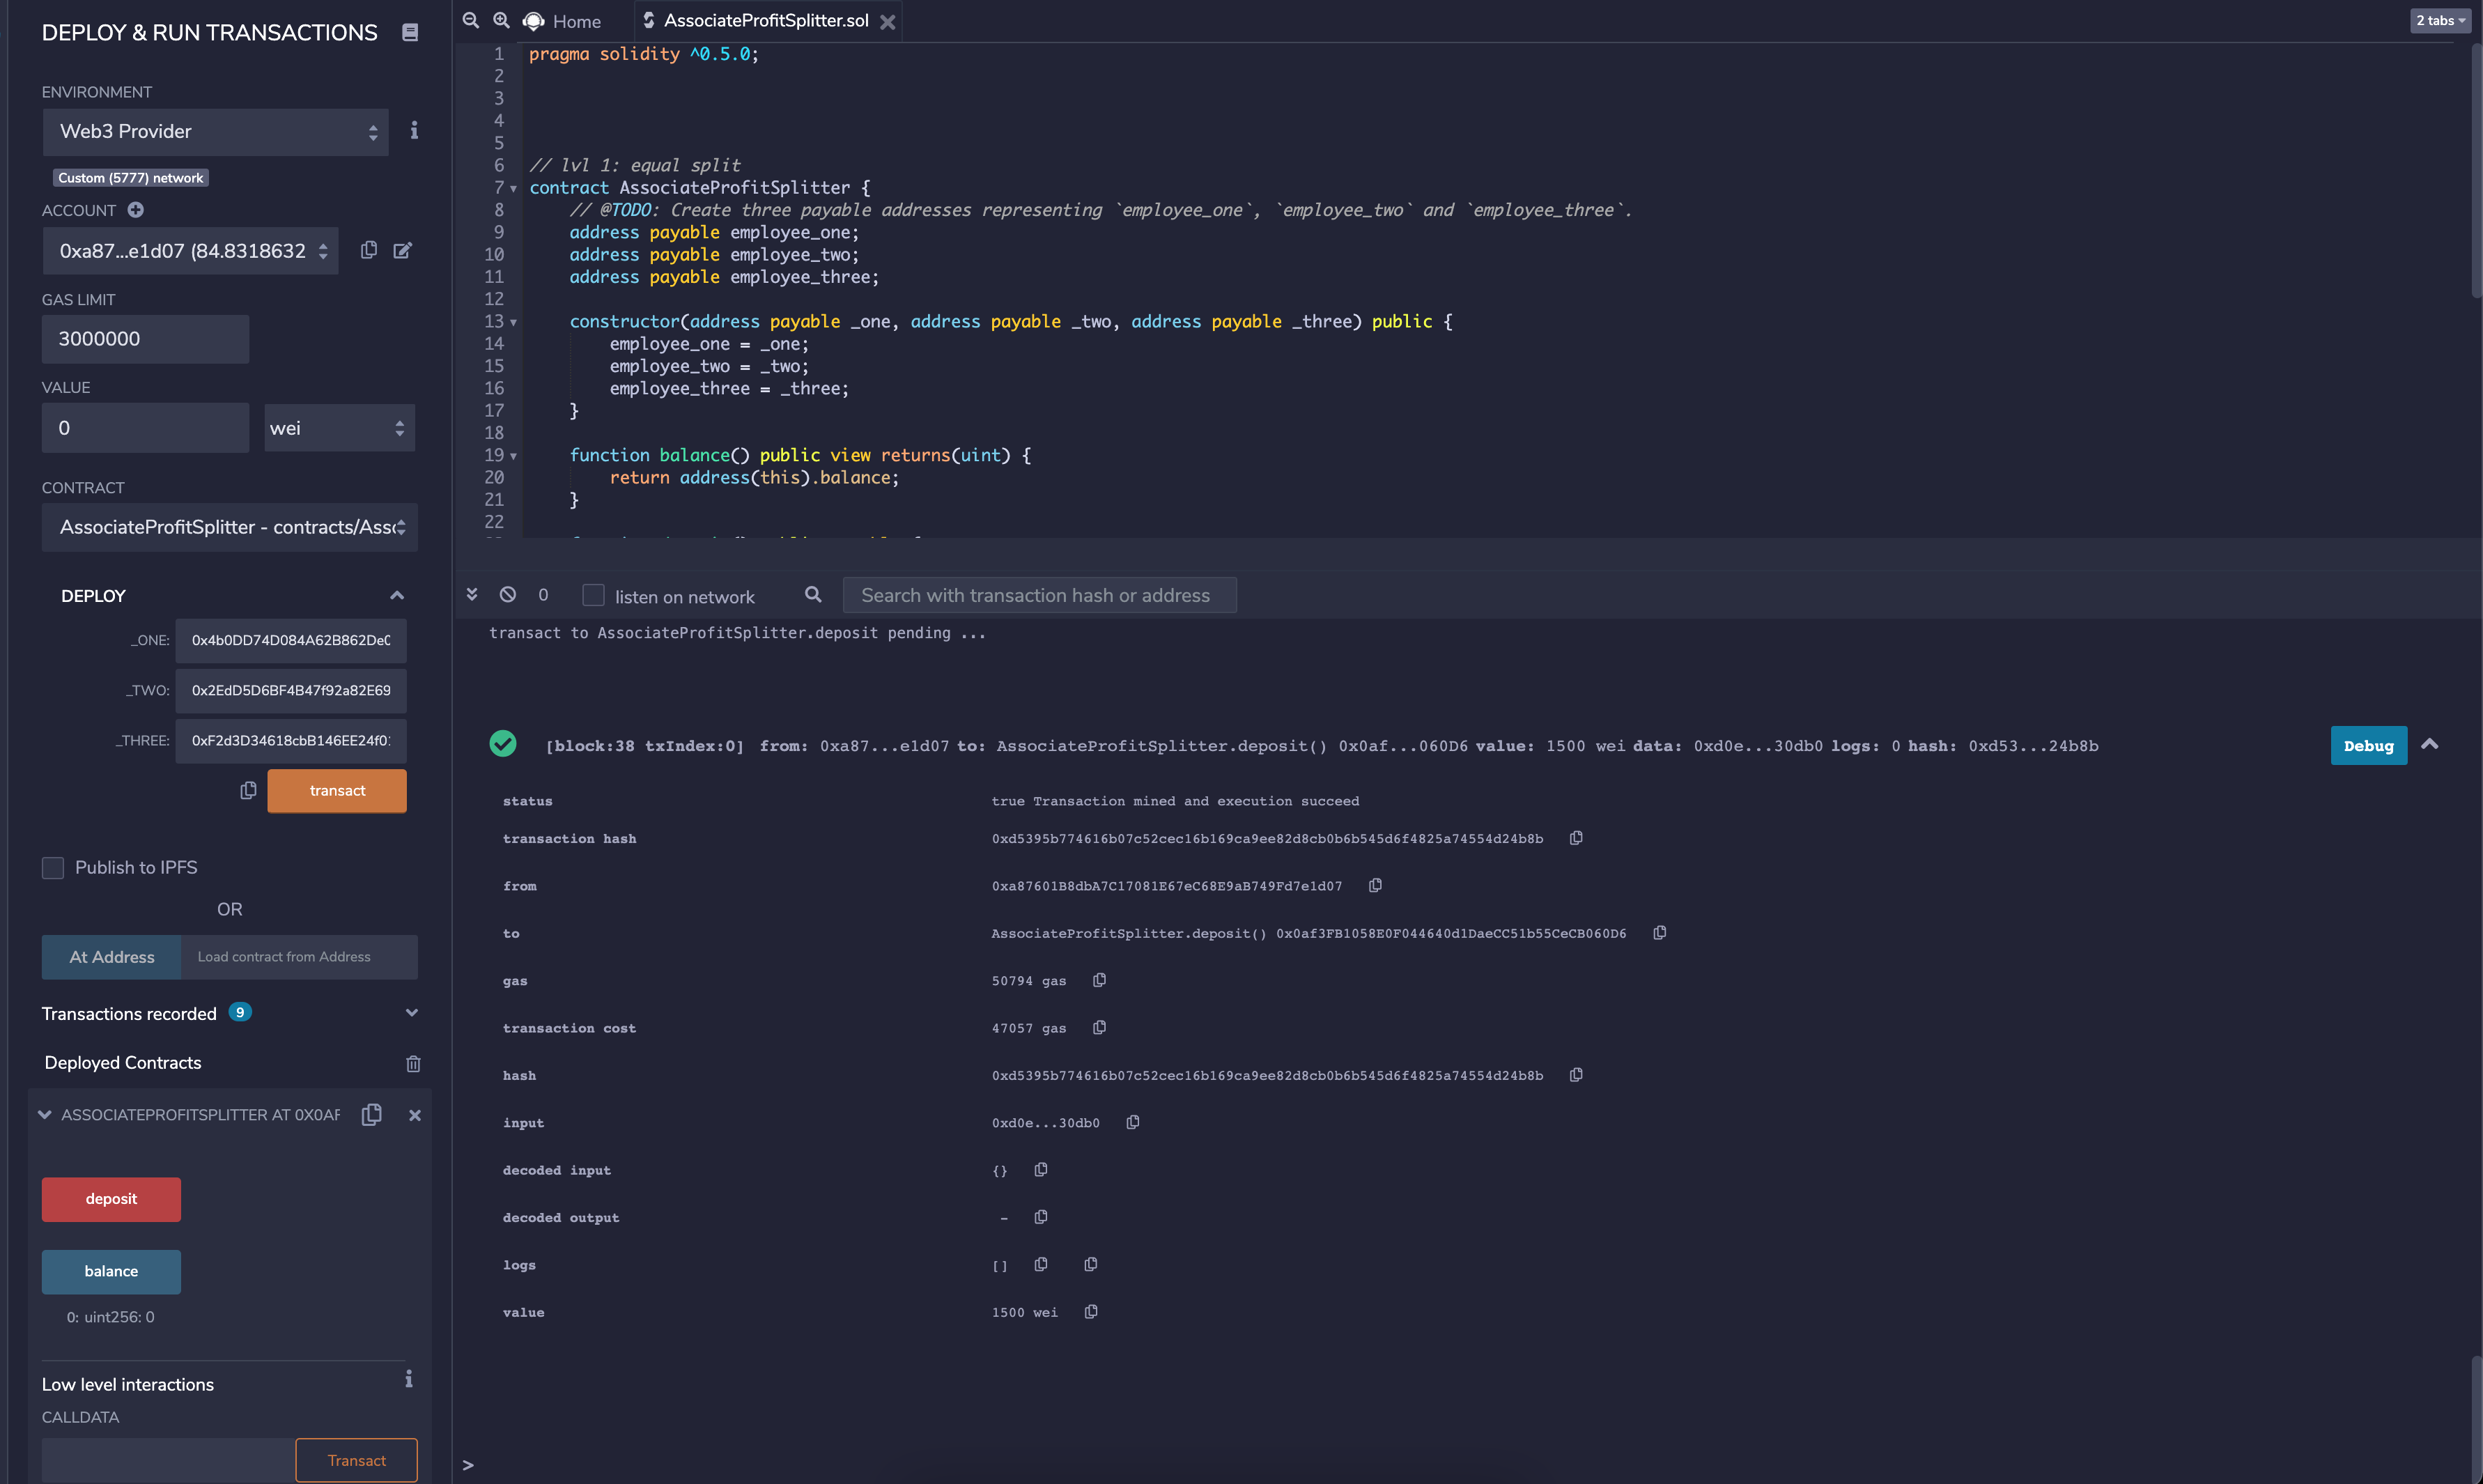 DEPLOY & RUN TRANSACTIONS
ENVIRONMENT
Web3 Provider
Custom (5777) network
ACCOUNT
0xa87...e1d07 (84.8318632
GAS LIMIT
3000000
VALUE
0
wei
CONTRACT
AssociateProfitSplitter - contracts/Assc
DEPLOY
_ONE: 0x4b0DD74D084A62B862De0
_TWO: 0x2EdD5D6BF4B47f92a82E69
_THREE: 0xF2d3D34618cbB146EE24f0
transact
Publish to IPFS
OR
At Address
Load contract from Address
Transactions recorded 9
Deployed Contracts
ASSOCIATEPROFITSPLITTER AT 0X0AF
deposit
balance
0: uint256: 0
Low level interactions
CALLDATA
Transact
Home
AssociateProfitSplitter.sol
2 tabs
1 pragma solidity ^0.5.0;
2
3
4
5
6 // lvl 1: equal split
7 contract AssociateProfitSplitter {
8 // @TODO: Create three payable addresses representing `employee_one`, `employee_two` and `employee_three`.
9 address payable employee_one;
10 address payable employee_two;
11 address payable employee_three;
12
13 constructor(address payable _one, address payable _two, address payable _three) public {
14 employee_one = _one;
15 employee_two = _two;
16 employee_three = _three;
17 }
18
19 function balance() public view returns(uint) {
20 return address(this).balance;
21 }
22
0
listen on network
Search with transaction hash or address
transact to AssociateProfitSplitter.deposit pending ...
[block:38 txIndex:0] from: 0xa87...e1d07 to: AssociateProfitSplitter.deposit() 0x0af...060D6 value: 1500 wei data: 0xd0e...30db0 logs: 0 hash: 0xd53...24b8b
Debug
status true Transaction mined and execution succeed
transaction hash 0xd5395b774616b07c52cec16b169ca9ee82d8cb0b6b545d6f4825a74554d24b8b
from 0xa87601B8dbA7C17081E67eC68E9aB749Fd7e1d07
to AssociateProfitSplitter.deposit() 0x0af3FB1058E0F044640d1DaeCC51b55CeCB060D6
gas 50794 gas
transaction cost 47057 gas
hash 0xd5395b774616b07c52cec16b169ca9ee82d8cb0b6b545d6f4825a74554d24b8b
input 0xd0e...30db0
decoded input {}
decoded output -
logs []
value 1500 wei
>